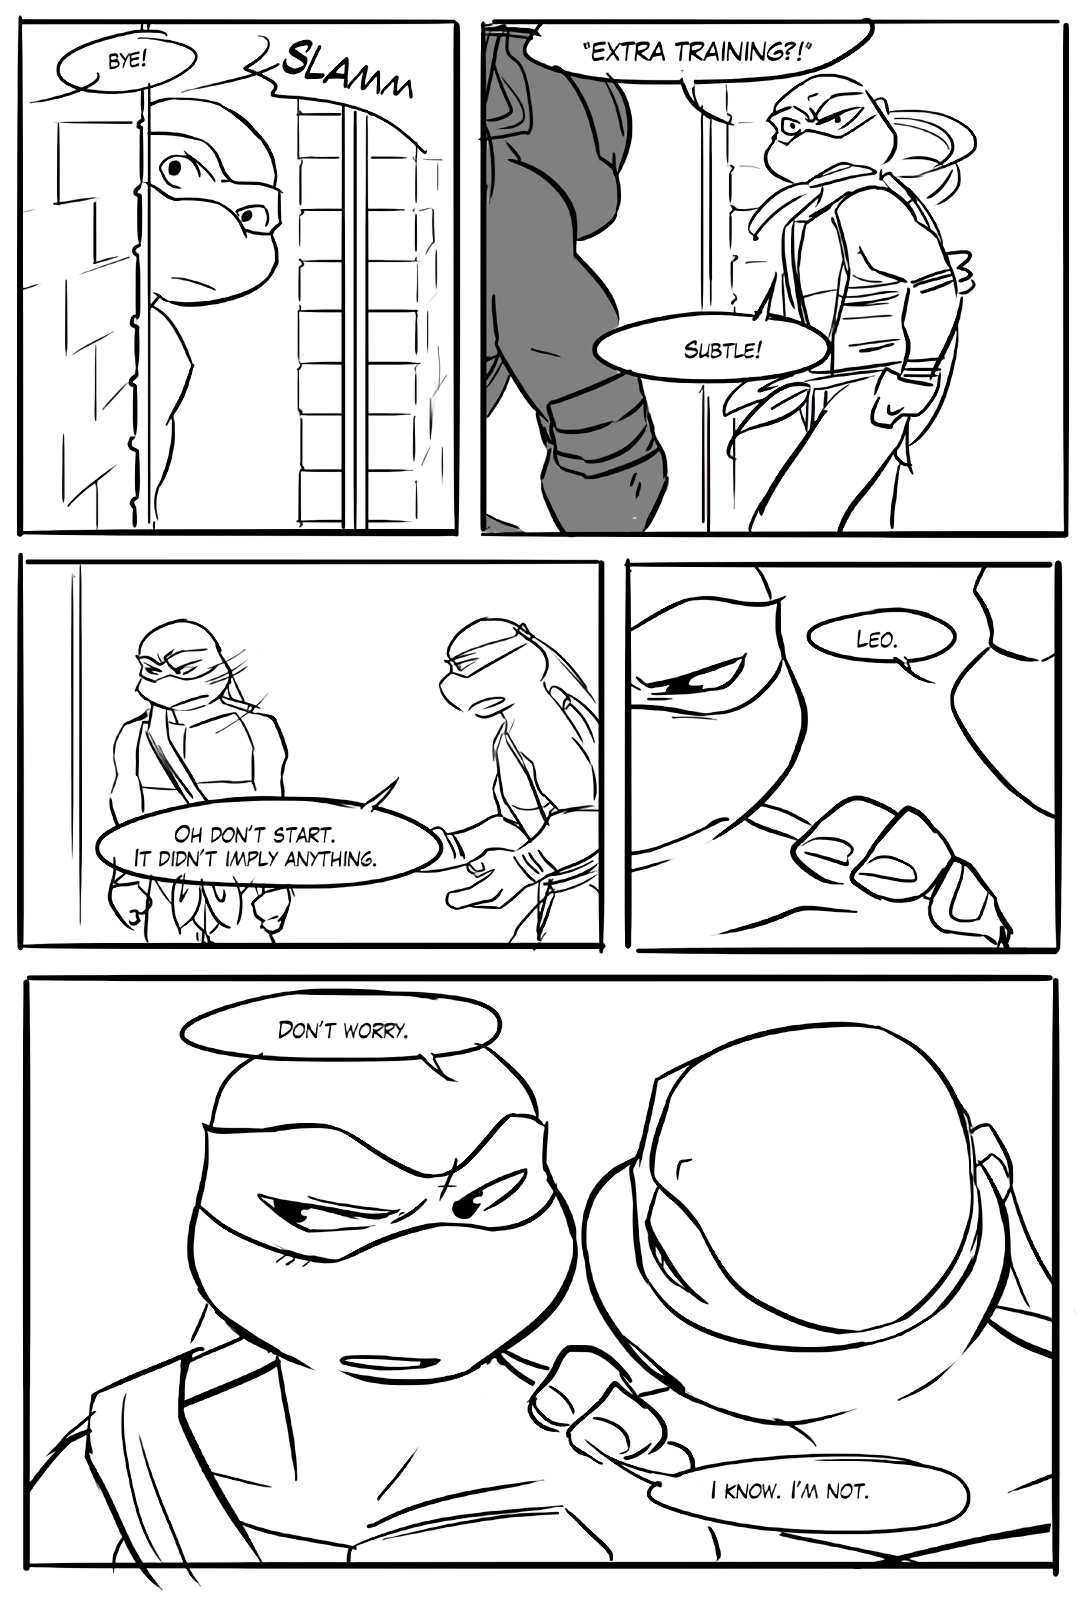 Bye!
SLAMM
"Extra training?!"
Subtle!
Oh don't start.
It didn't imply anything.
Leo.
Don't worry.
I know. I'm not.